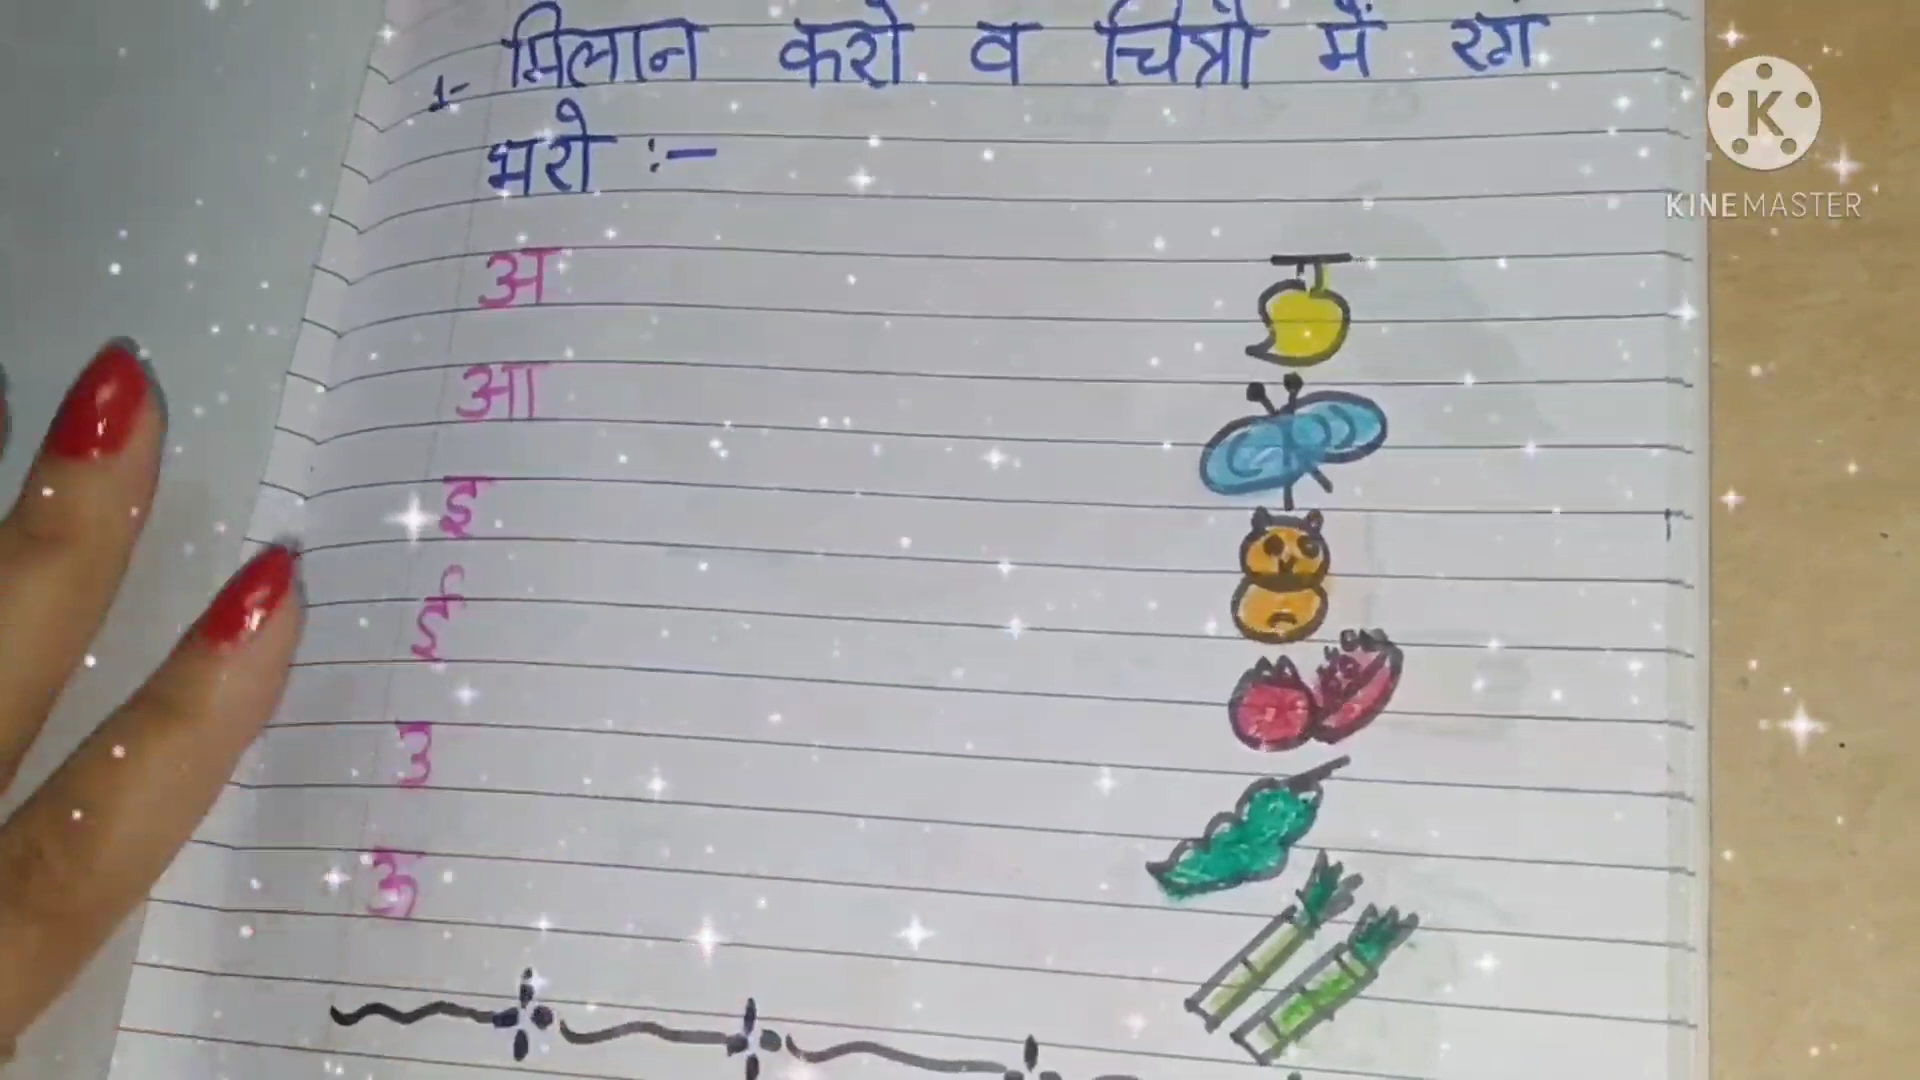 1- मिलान करो व चित्रों में रंग
भरो :-
अ
आ
इ
ई
उ
ऊ
K
KINEMASTER